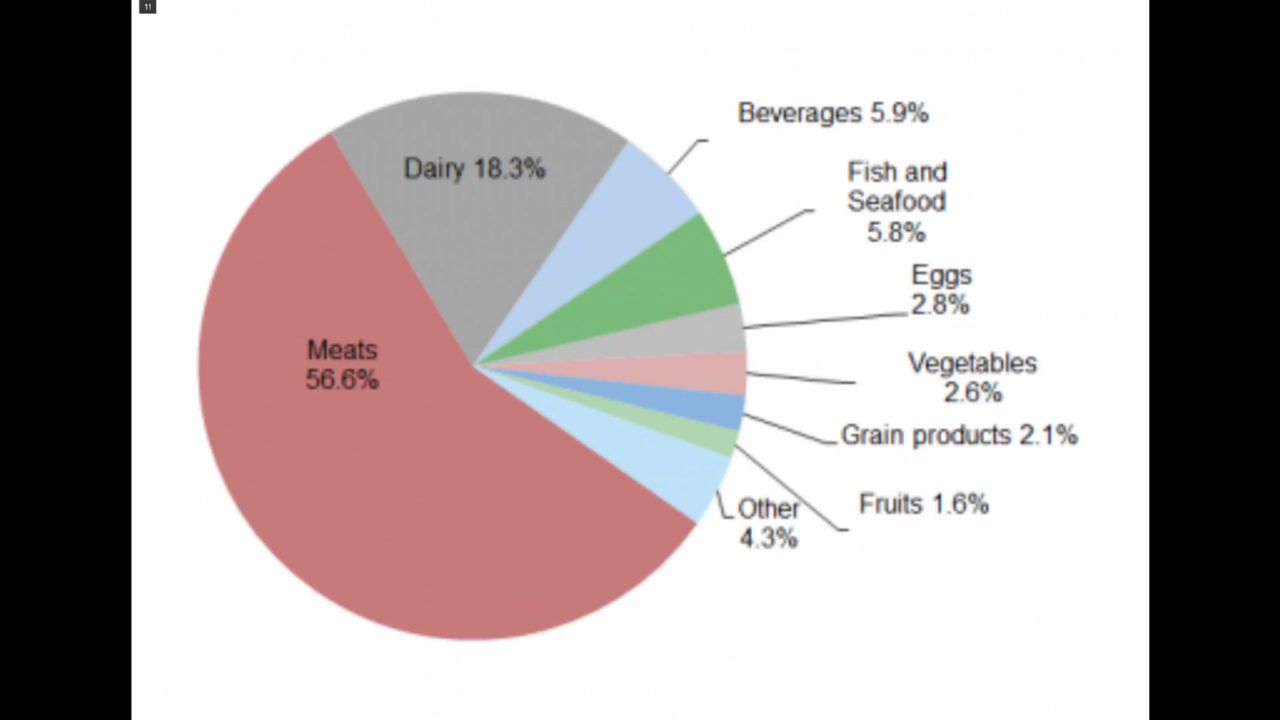 11
Beverages 5.9%
Dairy 18.3%
Fish and
Seafood
5.8%
Eggs
2.8%
Meats
56.6%
Vegetables
2.6%
Grain products 2.1%
Fruits 1.6%
Other
4.3%